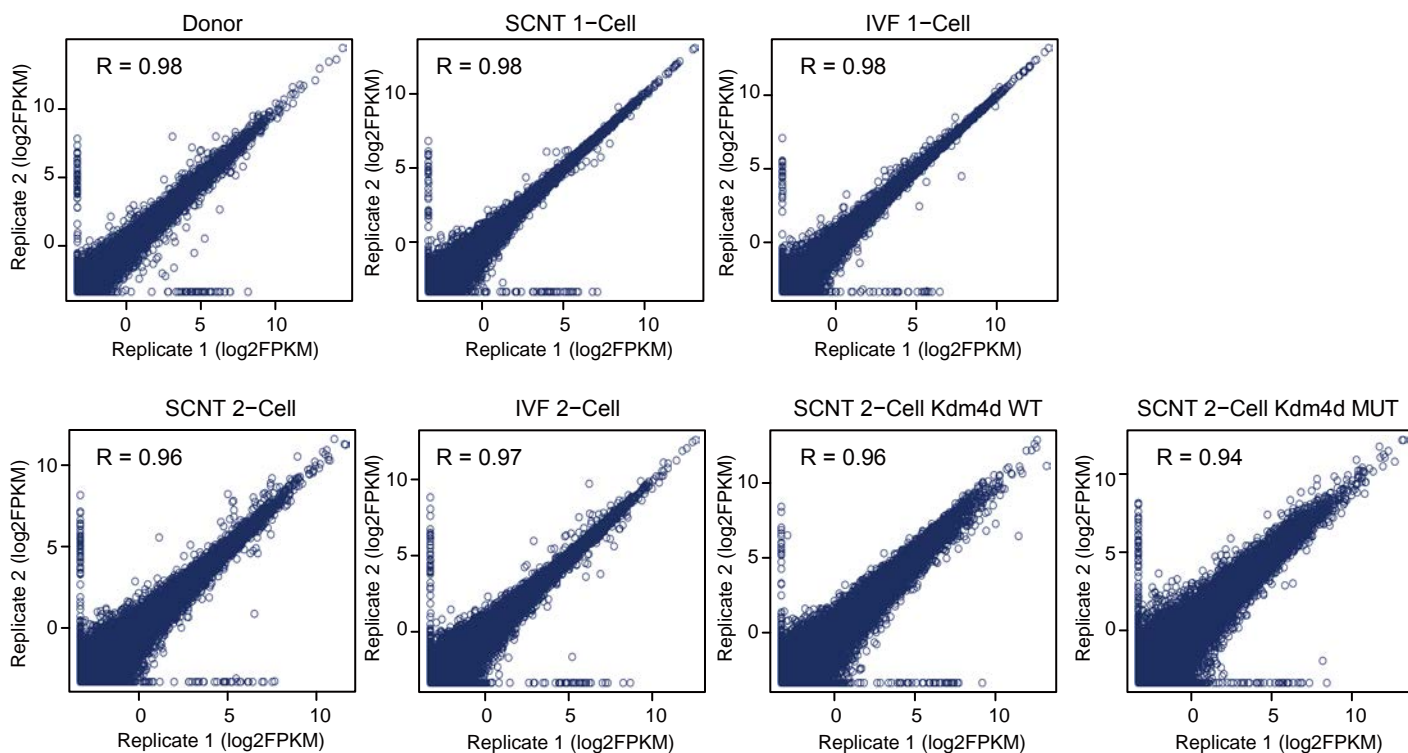 Donor
R = 0.98
Replicate 2 (log2FPKM)
10
5
0
0
5
10
Replicate 1 (log2FPKM)
SCNT 1−Cell
R = 0.98
Replicate 2 (log2FPKM)
10
5
0
0
5
10
Replicate 1 (log2FPKM)
IVF 1-Cell
R = 0.98
Replicate 2 (log2FPKM)
10
5
0
0
5
10
Replicate 1 (log2FPKM)
SCNT 2−Cell
R = 0.96
Replicate 2 (log2FPKM)
10
5
0
0
5
10
Replicate 1 (log2FPKM)
IVF 2-Cell
R = 0.97
Replicate 2 (log2FPKM)
10
5
0
0
5
10
Replicate 1 (log2FPKM)
SCNT 2−Cell Kdm4d WT
R = 0.96
Replicate 2 (log2FPKM)
10
5
0
0
5
10
Replicate 1 (log2FPKM)
SCNT 2−Cell Kdm4d MUT
R = 0.94
Replicate 2 (log2FPKM)
10
5
0
0
5
10
Replicate 1 (log2FPKM)